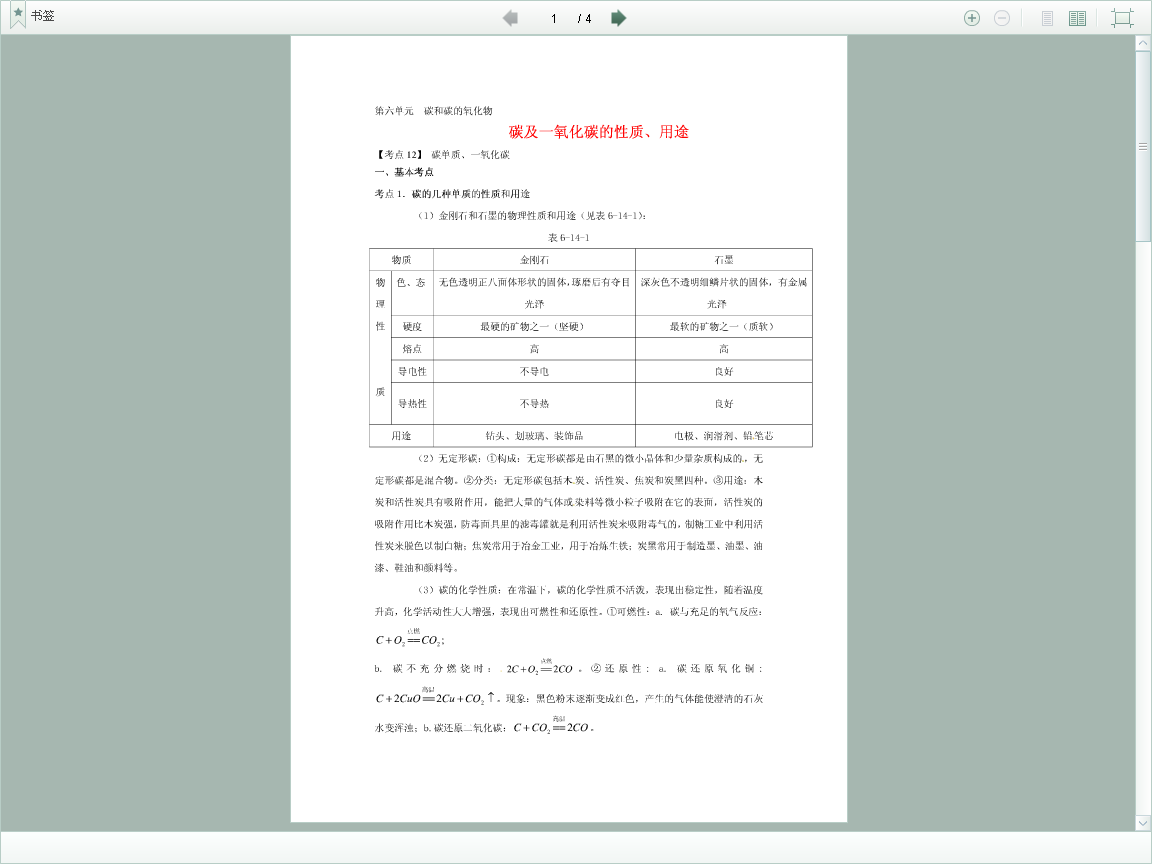 书签
1 / 4
第六单元 碳和碳的氧化物
碳及一氧化碳的性质、用途
【考点 12】 碳单质、一氧化碳
一、基本考点
考点 1. 碳的几种单质的性质和用途
（1）金刚石和石墨的物理性质和用途（见表 6-14-1）：
表 6-14-1
物质 金刚石 石墨
物理性质 色、态 无色透明正八面体形状的固体，琢磨后有夺目光泽 深灰色不透明细鳞片状的固体，有金属光泽
硬度 最硬的矿物之一（坚硬） 最软的矿物之一（质软）
熔点 高 高
导电性 不导电 良好
导热性 不导热 良好
用途 钻头、划玻璃、装饰品 电极、润滑剂、铅笔芯
（2）无定形碳：①构成：无定形碳都是由石黑的微小晶体和少量杂质构成的，无
定形碳都是混合物。②分类：无定形碳包括木炭、活性炭、焦炭和炭黑四种。③用途：木
炭和活性炭具有吸附作用，能把大量的气体或染料等微小粒子吸附在它的表面，活性炭的
吸附作用比木炭强，防毒面具里的滤毒罐就是利用活性炭来吸附毒气的，制糖工业中利用活
性炭来脱色以制白糖；焦炭常用于冶金工业，用于冶炼生铁；炭黑常用于制造墨、油墨、油
漆、鞋油和颜料等。
（3）碳的化学性质：在常温下，碳的化学性质不活泼，表现出稳定性，随着温度
升高，化学活动性大大增强，表现出可燃性和还原性。①可燃性：a. 碳与充足的氧气反应：
C+O₂ 点燃══ CO₂；
b. 碳不充分燃烧时：2C+O₂ 点燃══ 2CO 。②还原性：a. 碳还原氧化铜：
C+2CuO 高温══ 2Cu+CO₂↑。现象：黑色粉末逐渐变成红色，产生的气体能使澄清的石灰
水变浑浊；b. 碳还原二氧化碳：C+CO₂ 高温══ 2CO 。